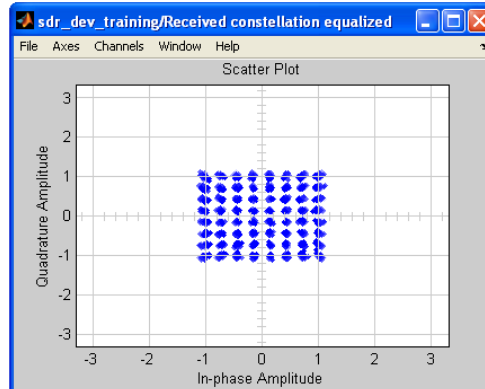 sdr_dev_training/Received constellation equalized
File Axes Channels Window Help
Scatter Plot
3
2
1
0
-1
-2
-3
Quadrature Amplitude
-3 -2 -1 0 1 2 3
In-phase Amplitude